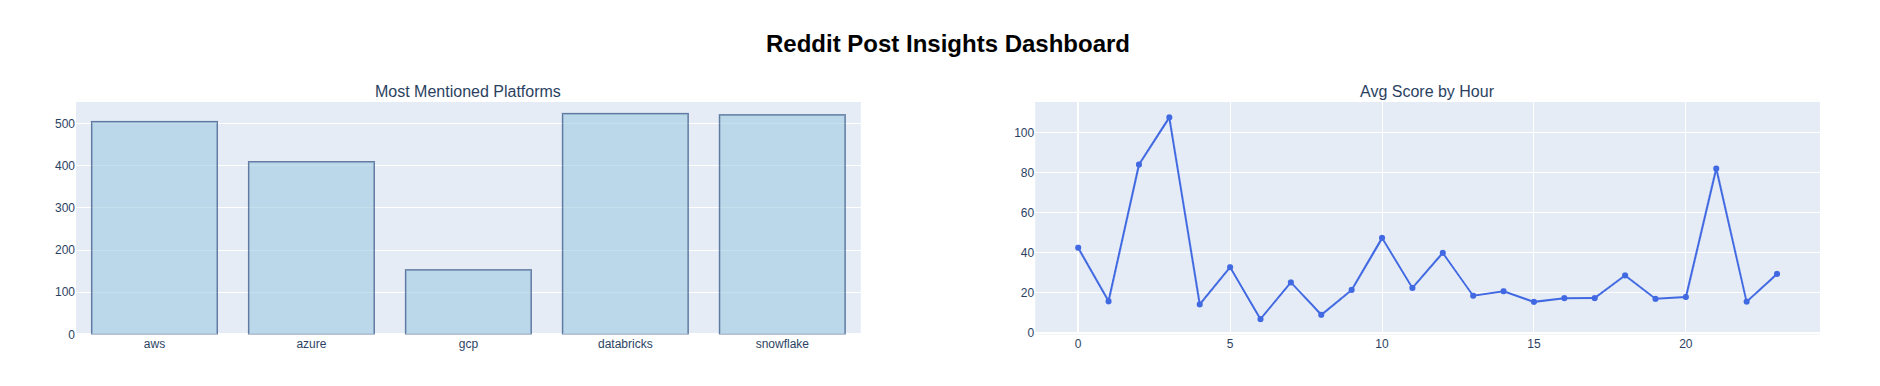 Reddit Post Insights Dashboard
Most Mentioned Platforms
500
400
300
200
100
0
aws azure gcp databricks snowflake
Avg Score by Hour
100
80
60
40
20
0
0 5 10 15 20